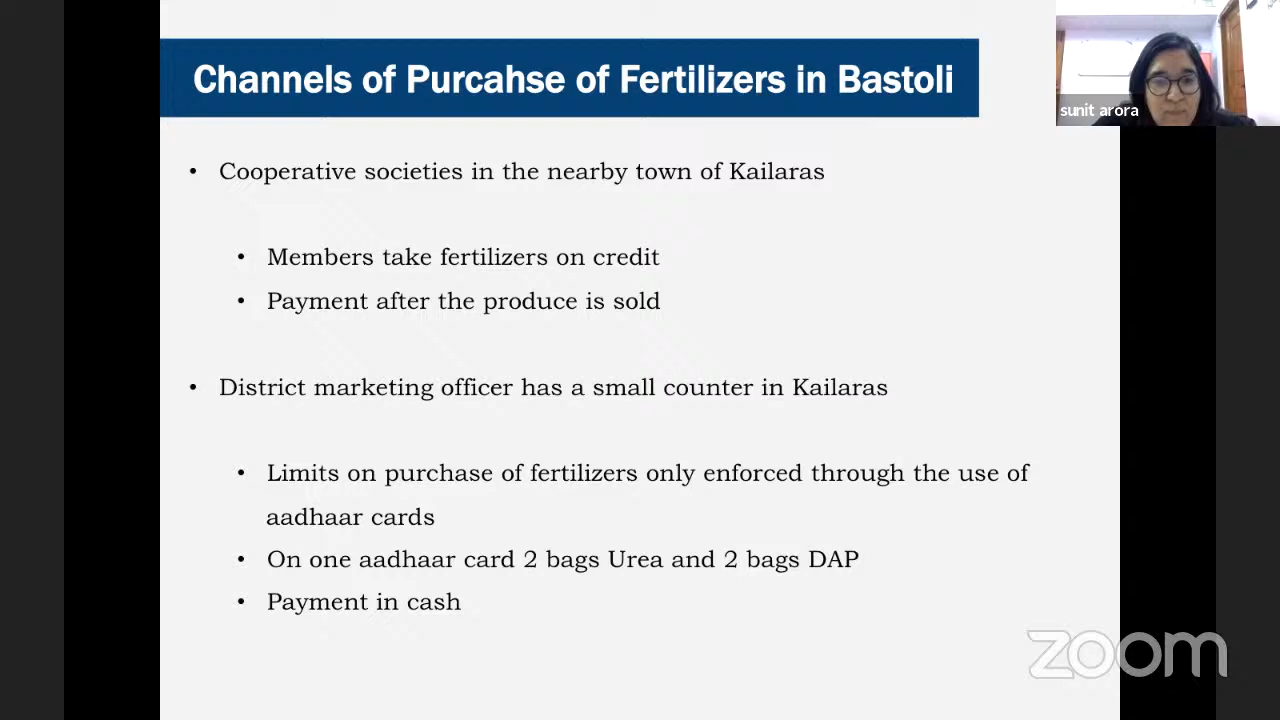 Channels of Purcahse of Fertilizers in Bastoli
sunit arora
• Cooperative societies in the nearby town of Kailaras
• Members take fertilizers on credit
• Payment after the produce is sold
• District marketing officer has a small counter in Kailaras
• Limits on purchase of fertilizers only enforced through the use of
aadhaar cards
• On one aadhaar card 2 bags Urea and 2 bags DAP
• Payment in cash
zoom